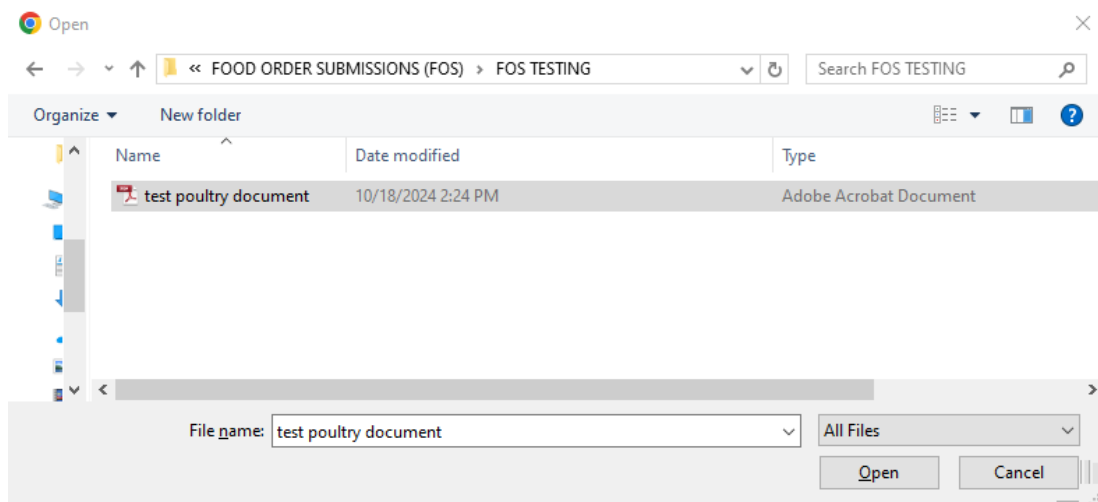 Open
« FOOD ORDER SUBMISSIONS (FOS) > FOS TESTING
Search FOS TESTING
Organize
New folder
?
Name
Date modified
Type
test poultry document
10/18/2024 2:24 PM
Adobe Acrobat Document
File name:
test poultry document
All Files
Open
Cancel